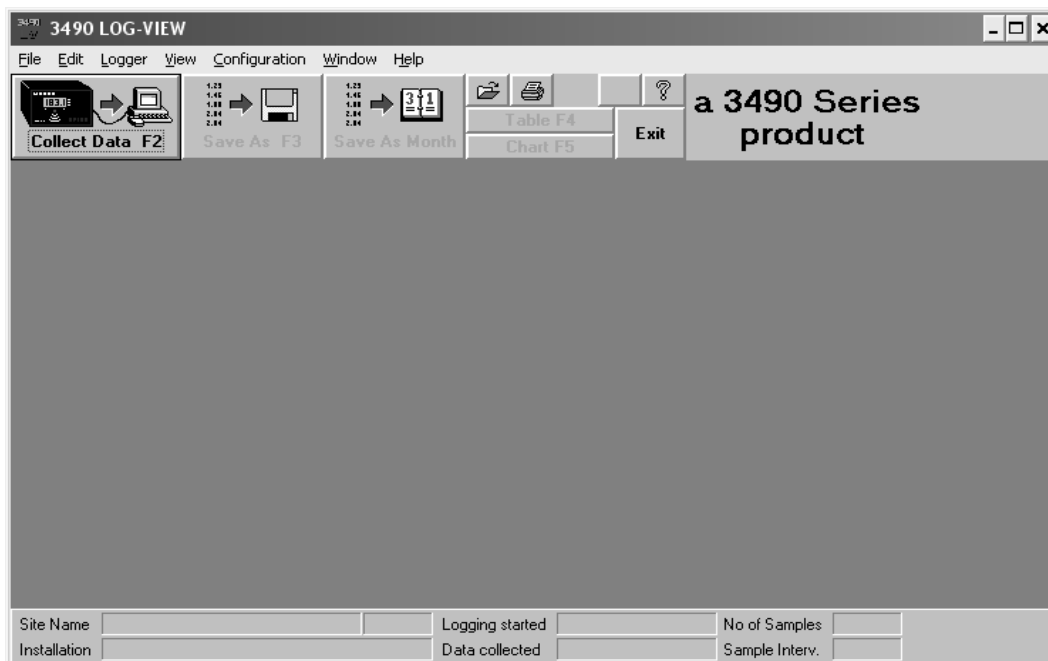 3490 LOG-VIEW
File Edit Logger View Configuration Window Help
Collect Data F2
Save As F3
Save As Month
Table F4
Chart F5
Exit
a 3490 Series
product
Site Name
Logging started
No of Samples
Installation
Data collected
Sample Interv.